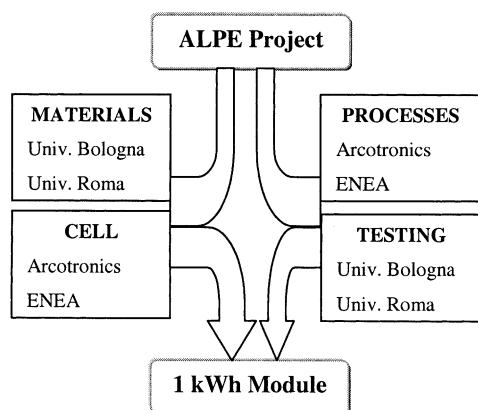 ALPE Project
MATERIALS
Univ. Bologna
Univ. Roma
PROCESSES
Arcotronics
ENEA
CELL
Arcotronics
ENEA
TESTING
Univ. Bologna
Univ. Roma
1 kWh Module